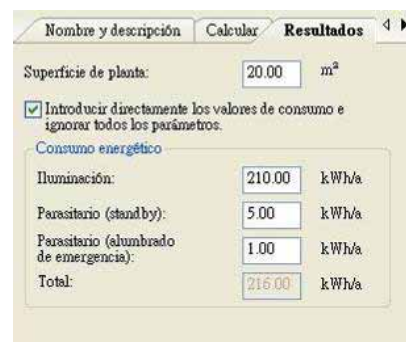 Nombre y descripción Calcular Resultados
Superficie de planta: 20.00 m²
Introducir directamente los valores de consumo e
ignorar todos los parámetros.
Consumo energético
Iluminación: 210.00 kWh/a
Parasitario (standby): 5.00 kWh/a
Parasitario (alumbrado
de emergencia): 1.00 kWh/a
Total: 216.00 kWh/a